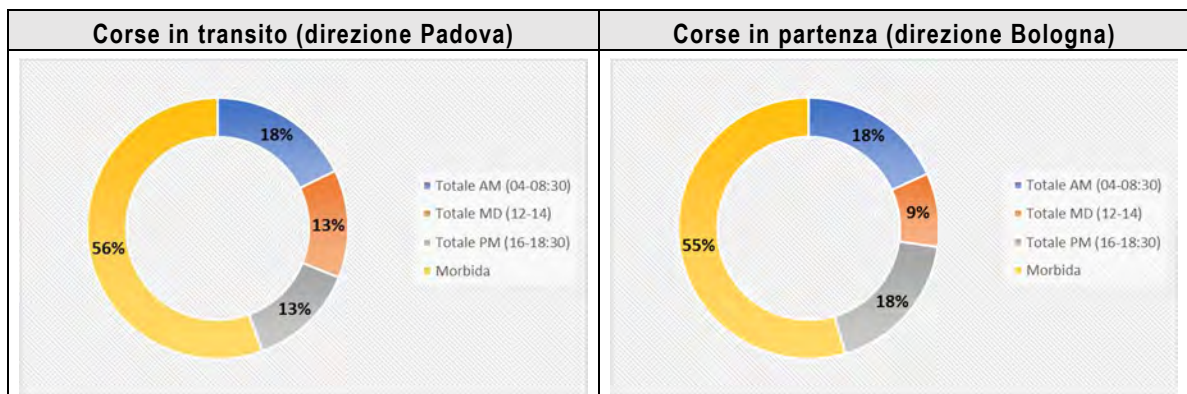 Corse in transito (direzione Padova)
18%
13%
13%
56%
Totale AM (04-08:30)
Totale MD (12-14)
Totale PM (16-18:30)
Morbida
Corse in partenza (direzione Bologna)
18%
9%
18%
55%
Totale AM (04-08:30)
Totale MD (12-14)
Totale PM (16-18:30)
Morbida